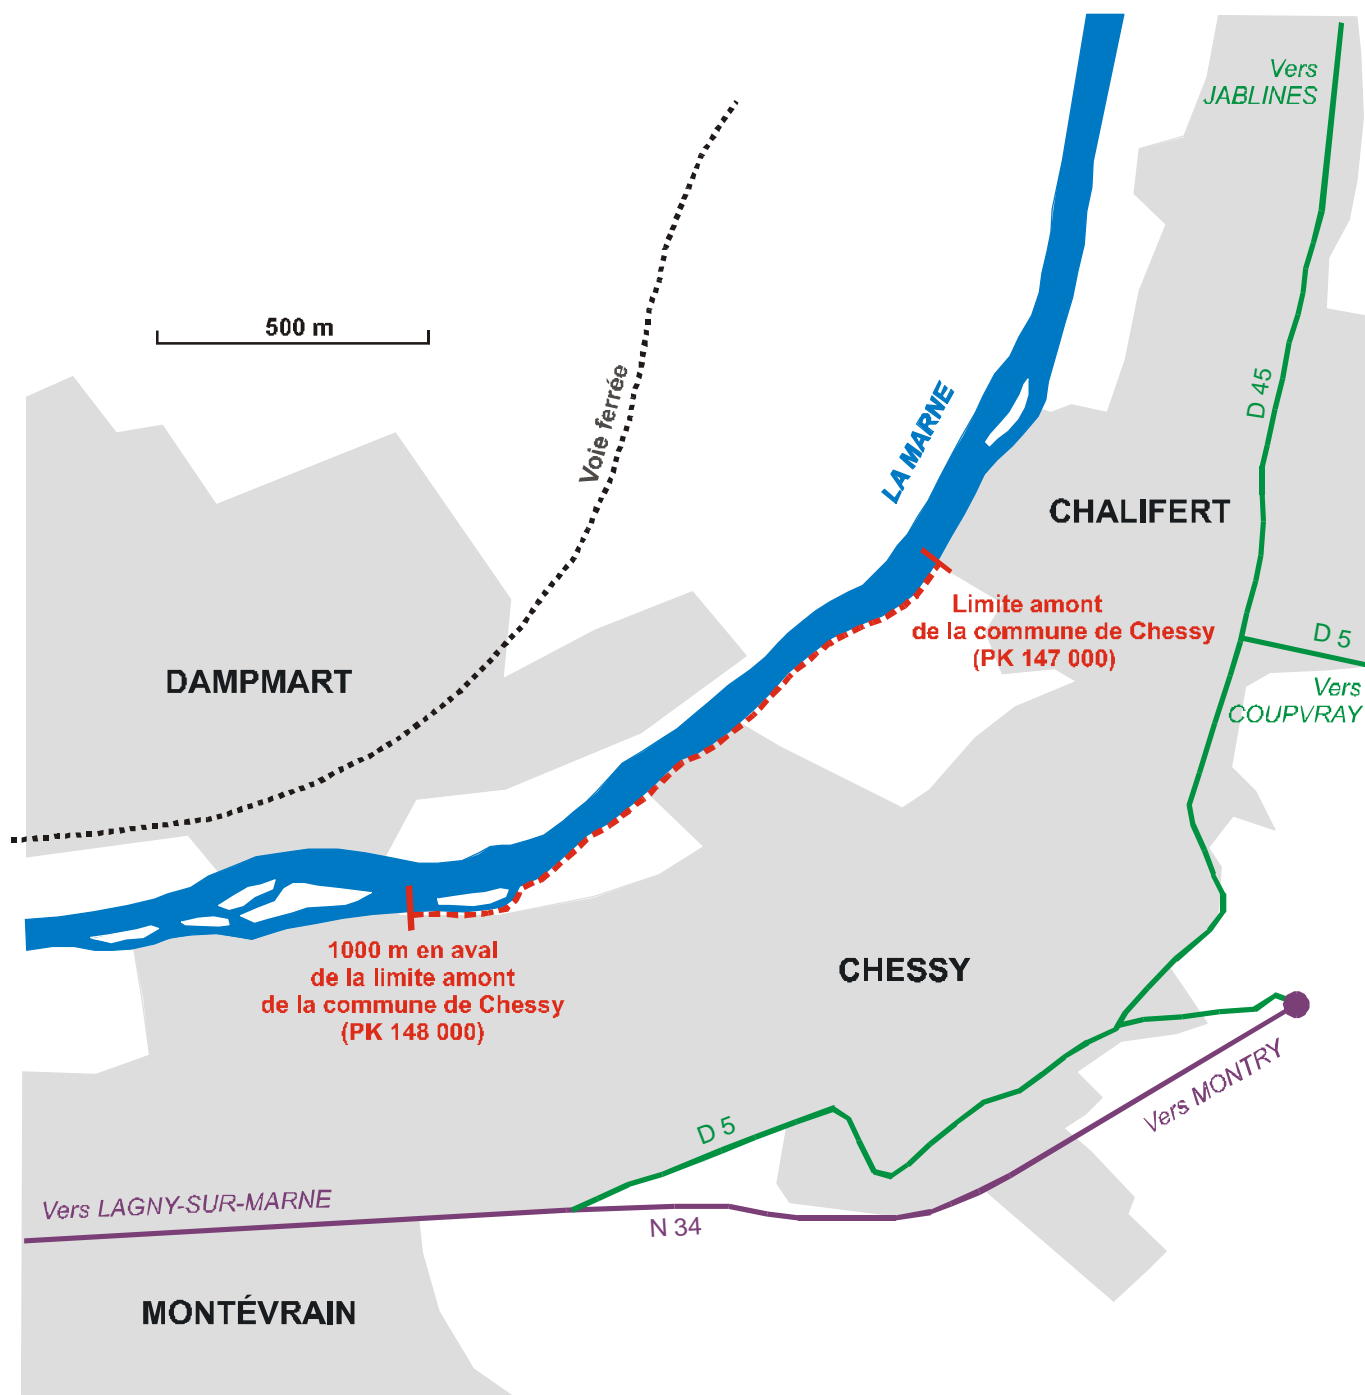 Vers
JABLINES
500 m
Voie ferrée
LA MARNE
D 45
CHALIFERT
Limite amont
de la commune de Chessy
(PK 147 000)
D 5
DAMPMART
Vers
COUPVRAY
1000 m en aval
de la limite amont
de la commune de Chessy
(PK 148 000)
CHESSY
Vers MONTRY
D 5
Vers LAGNY-SUR-MARNE
N 34
MONTÉVRAIN